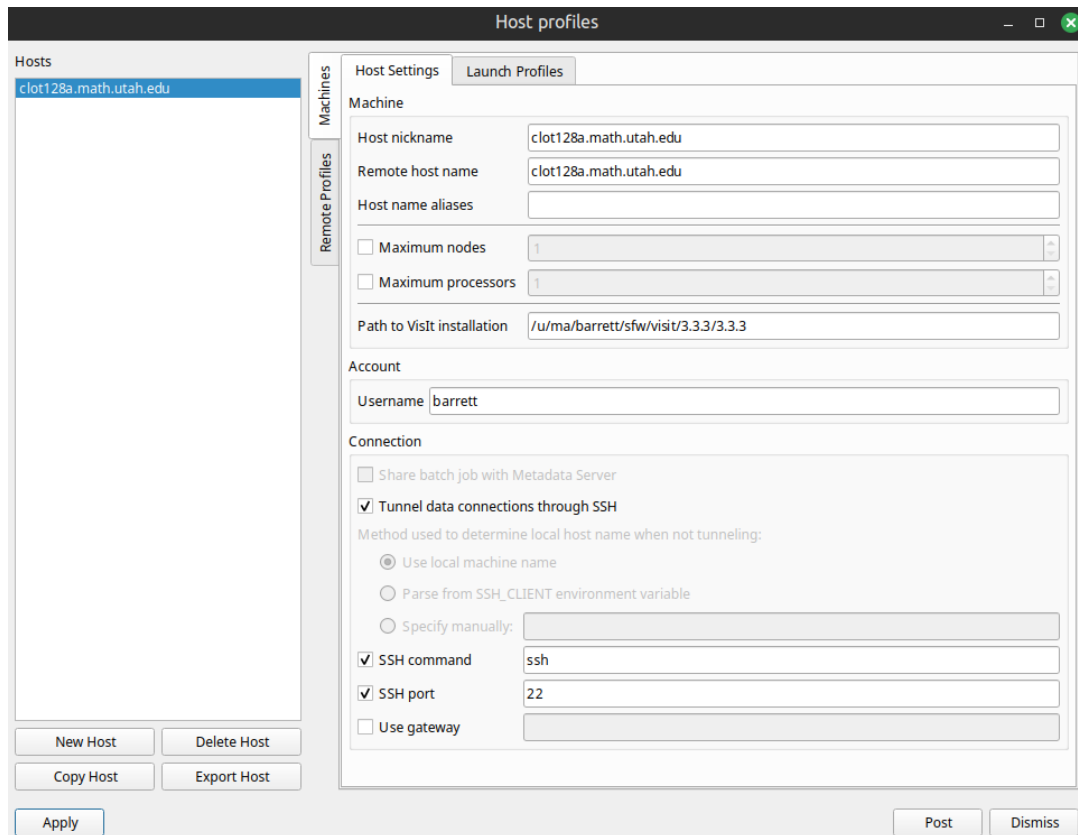 Host profiles
Hosts
clot128a.math.utah.edu
Machines
Remote Profiles
Host Settings
Launch Profiles
Machine
Host nickname clot128a.math.utah.edu
Remote host name clot128a.math.utah.edu
Host name aliases
Maximum nodes 1
Maximum processors 1
Path to VisIt installation /u/ma/barrett/sfw/visit/3.3.3/3.3.3
Account
Username barrett
Connection
Share batch job with Metadata Server
Tunnel data connections through SSH
Method used to determine local host name when not tunneling:
Use local machine name
Parse from SSH_CLIENT environment variable
Specify manually:
SSH command ssh
SSH port 22
Use gateway
New Host Delete Host
Copy Host Export Host
Apply Post Dismiss